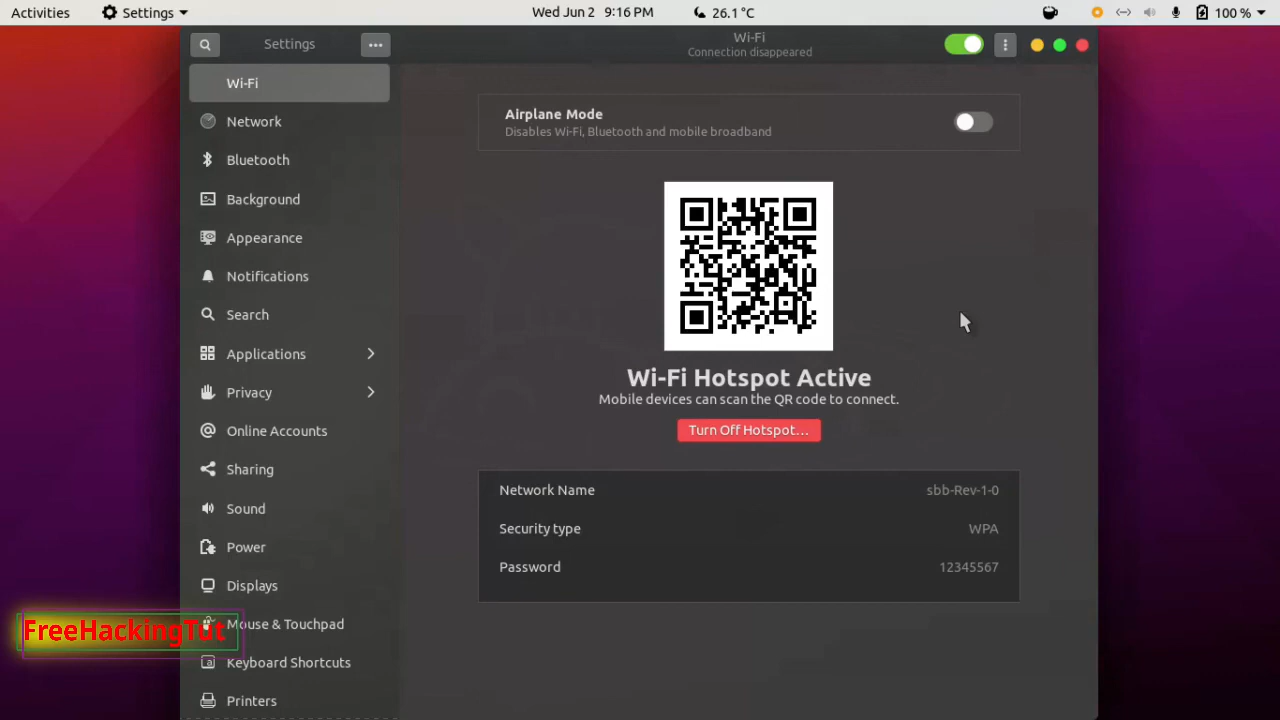 Activities
Settings
Wed Jun 2 9:16 PM
26.1 °C
100 %
Settings
Wi-Fi
Connection disappeared
Wi-Fi
Network
Bluetooth
Background
Appearance
Notifications
Search
Applications
Privacy
Online Accounts
Sharing
Sound
Power
Displays
Mouse & Touchpad
Keyboard Shortcuts
Printers
Airplane Mode
Disables Wi-Fi, Bluetooth and mobile broadband
Wi-Fi Hotspot Active
Mobile devices can scan the QR code to connect.
Turn Off Hotspot...
Network Name sbb-Rev-1-0
Security type WPA
Password 12345567
FreeHackingTut